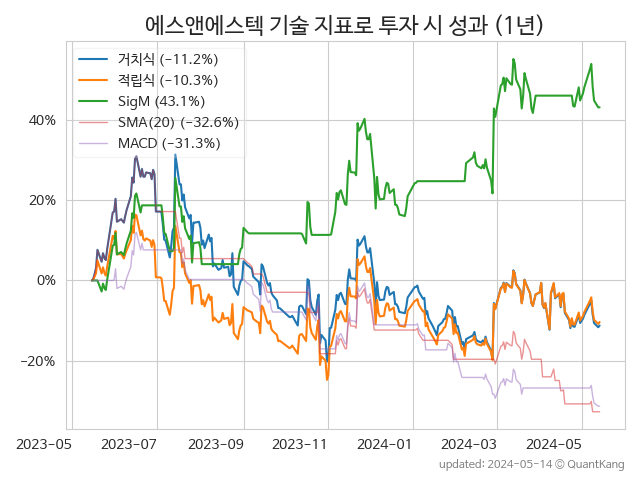 에스앤에스텍 기술 지표로 투자 시 성과 (1년)
거치식 (−11.2%)
적립식 (−10.3%)
SigM (43.1%)
SMA(20) (−32.6%)
MACD (−31.3%)
40%
20%
0%
−20%
2023-05 2023-07 2023-09 2023-11 2024-01 2024-03 2024-05
updated: 2024-05-14 ⓒ QuantKang